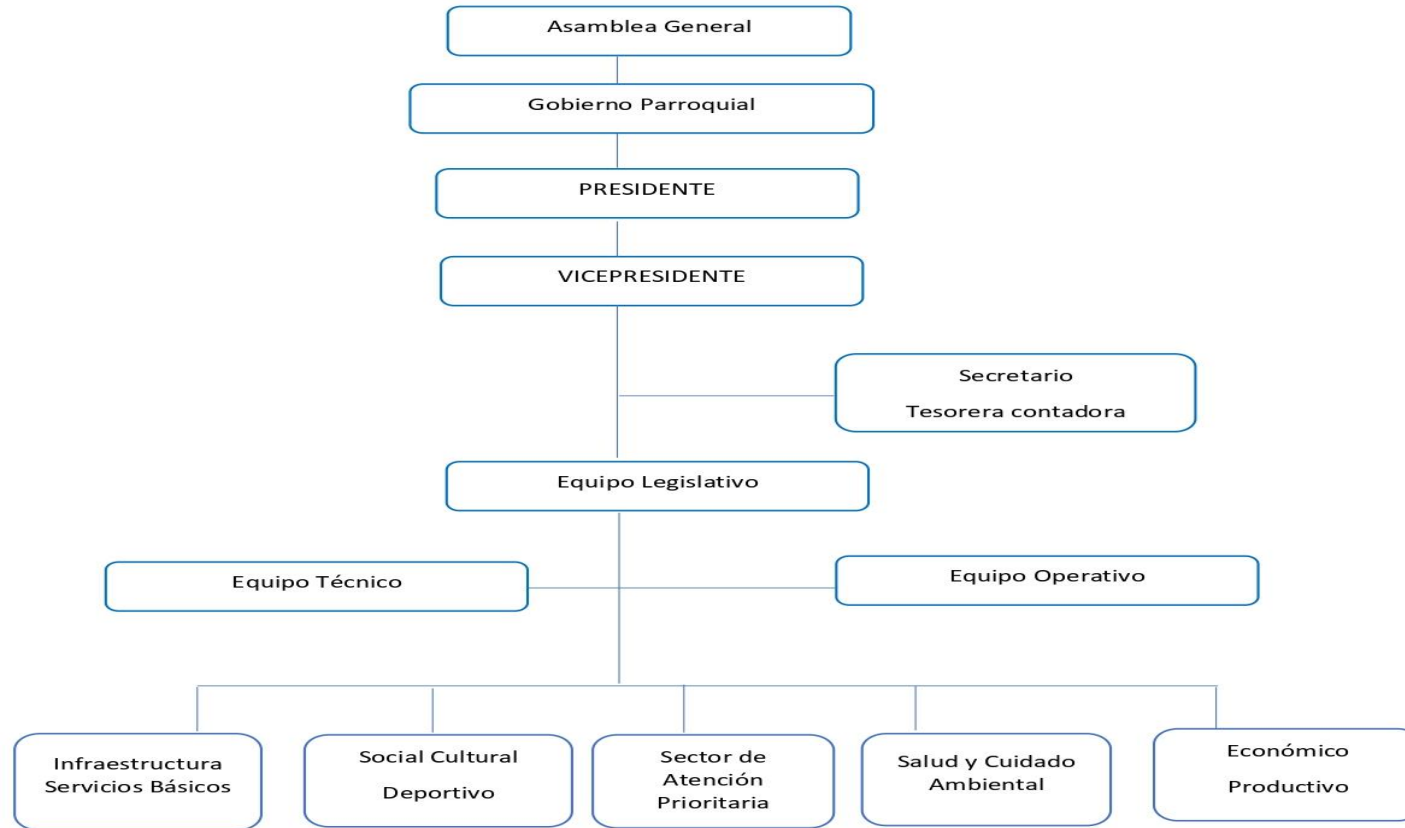 Asamblea General
Gobierno Parroquial
PRESIDENTE
VICEPRESIDENTE
Secretario
Tesorera contadora
Equipo Legislativo
Equipo Técnico
Equipo Operativo
Infraestructura
Servicios Básicos
Social Cultural
Deportivo
Sector de
Atención
Prioritaria
Salud y Cuidado
Ambiental
Económico
Productivo